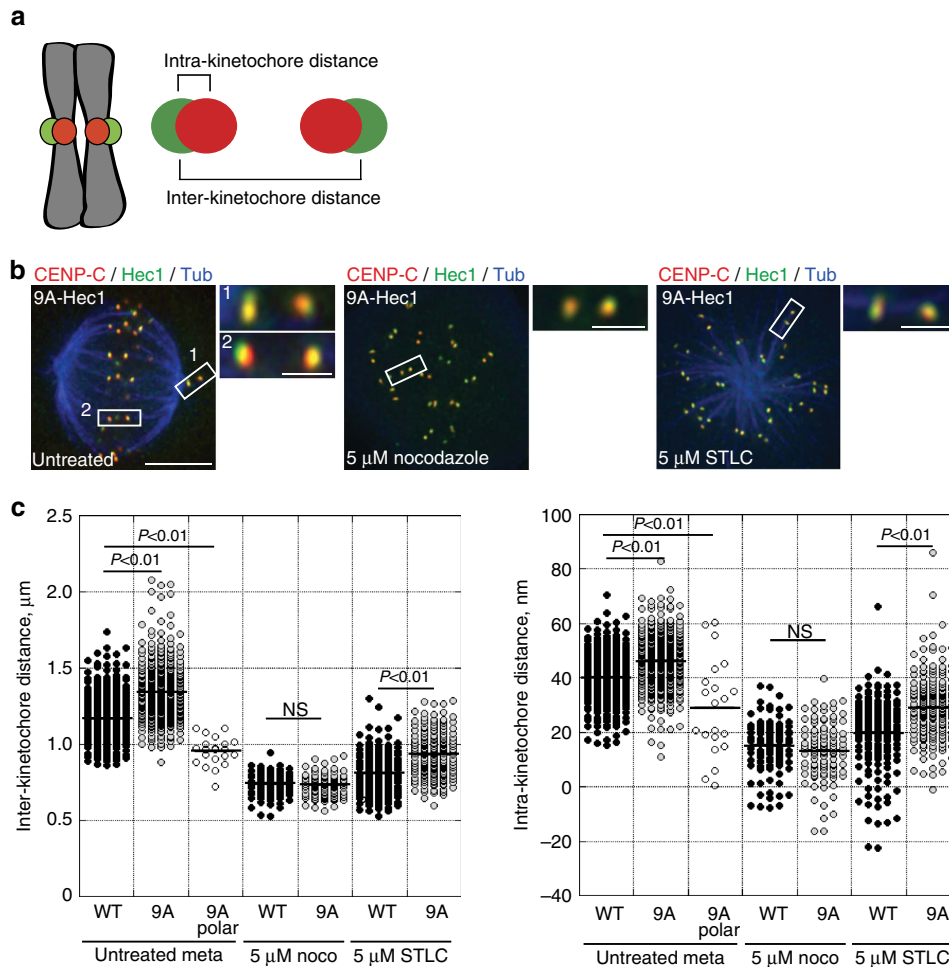 a
Intra-kinetochore distance
Inter-kinetochore distance
b
CENP-C / Hec1 / Tub
9A-Hec1
1
2
Untreated
1
2
CENP-C / Hec1 / Tub
9A-Hec1
5 μM nocodazole
CENP-C / Hec1 / Tub
9A-Hec1
5 μM STLC
c
Inter-kinetochore distance, μm
2.5
2.0
1.5
1.0
0.5
0
P<0.01
P<0.01
NS
P<0.01
WT 9A 9A polar WT 9A WT 9A
Untreated meta 5 μM noco 5 μM STLC
Intra-kinetochore distance, nm
100
80
60
40
20
0
–20
–40
P<0.01
P<0.01
NS
P<0.01
WT 9A 9A polar WT 9A WT 9A
Untreated meta 5 μM noco 5 μM STLC